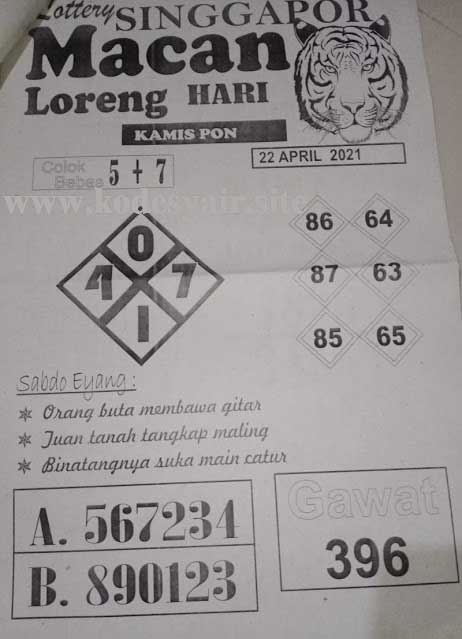 Lottery SINGGAPOR
Macan
Loreng HARI
KAMIS PON
22 APRIL 2021
Colok
Bebas 5 + 7
www.kodesyair.site
86 64
0
4 7
1
87 63
85 65
Sabdo Eyang :
Orang buta membawa gitar
Tuan tanah tangkap maling
Binatangnya suka main catur
A. 567234
B. 890123
Gawat
396